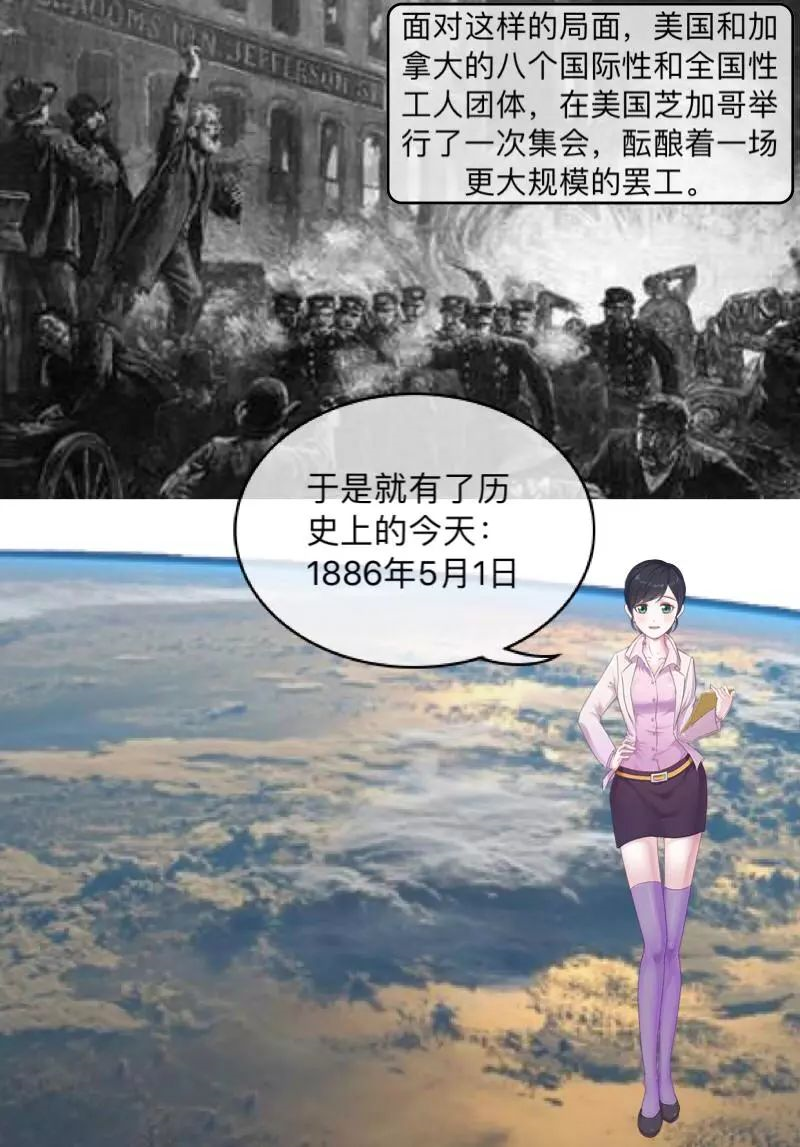 面对这样的局面，美国和加
拿大的八个国际性和全国性
工人团体，在美国芝加哥举
行了一次集会，酝酿着一场
更大规模的罢工。
JEFFERSON
于是就有了历
史上的今天：
1886年5月1日